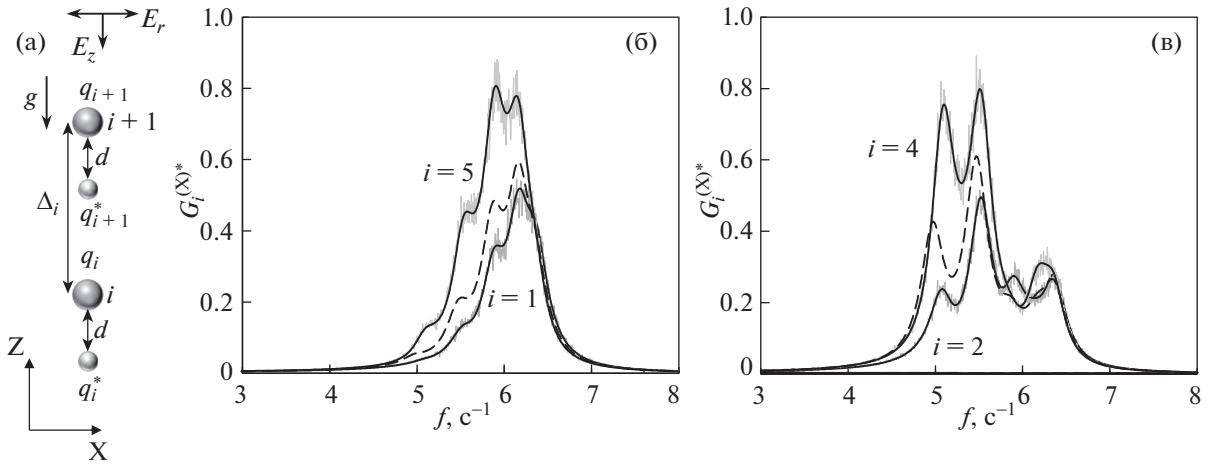 (а)
E_r
E_z
g
q_{i+1}
i + 1
d
Δ_i
q*_{i+1}
q_i
i
d
Z
q*_i
X
(б)
G_i^{(X)*}
1.0
0.8
0.6
0.4
0.2
0
i = 5
i = 1
3 4 5 6 7 8
f, с⁻¹
(в)
G_i^{(X)*}
1.0
0.8
0.6
0.4
0.2
0
i = 4
i = 2
3 4 5 6 7 8
f, с⁻¹